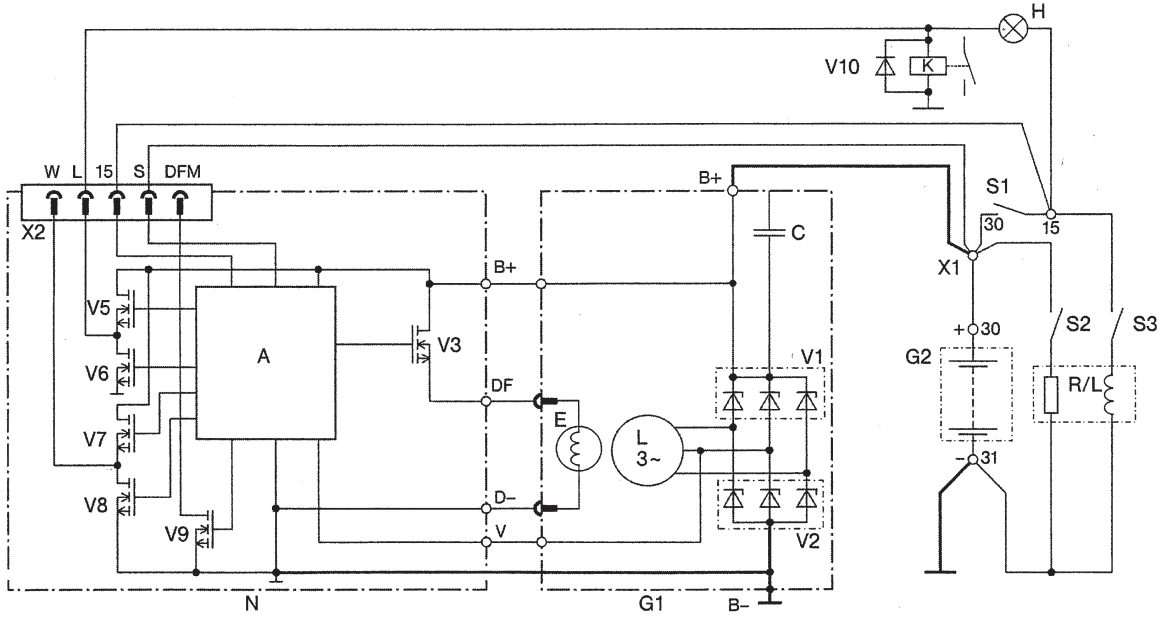 H
V10
K
W L 15 S DFM
X2
B+
C
S1
30
15
X1
B+
V5
A
V3
V6
V1
+ 30
G2
S2
S3
R/L
DF
E
L
3~
V7
V8
V9
D–
V
V2
– 31
N
G1
B–